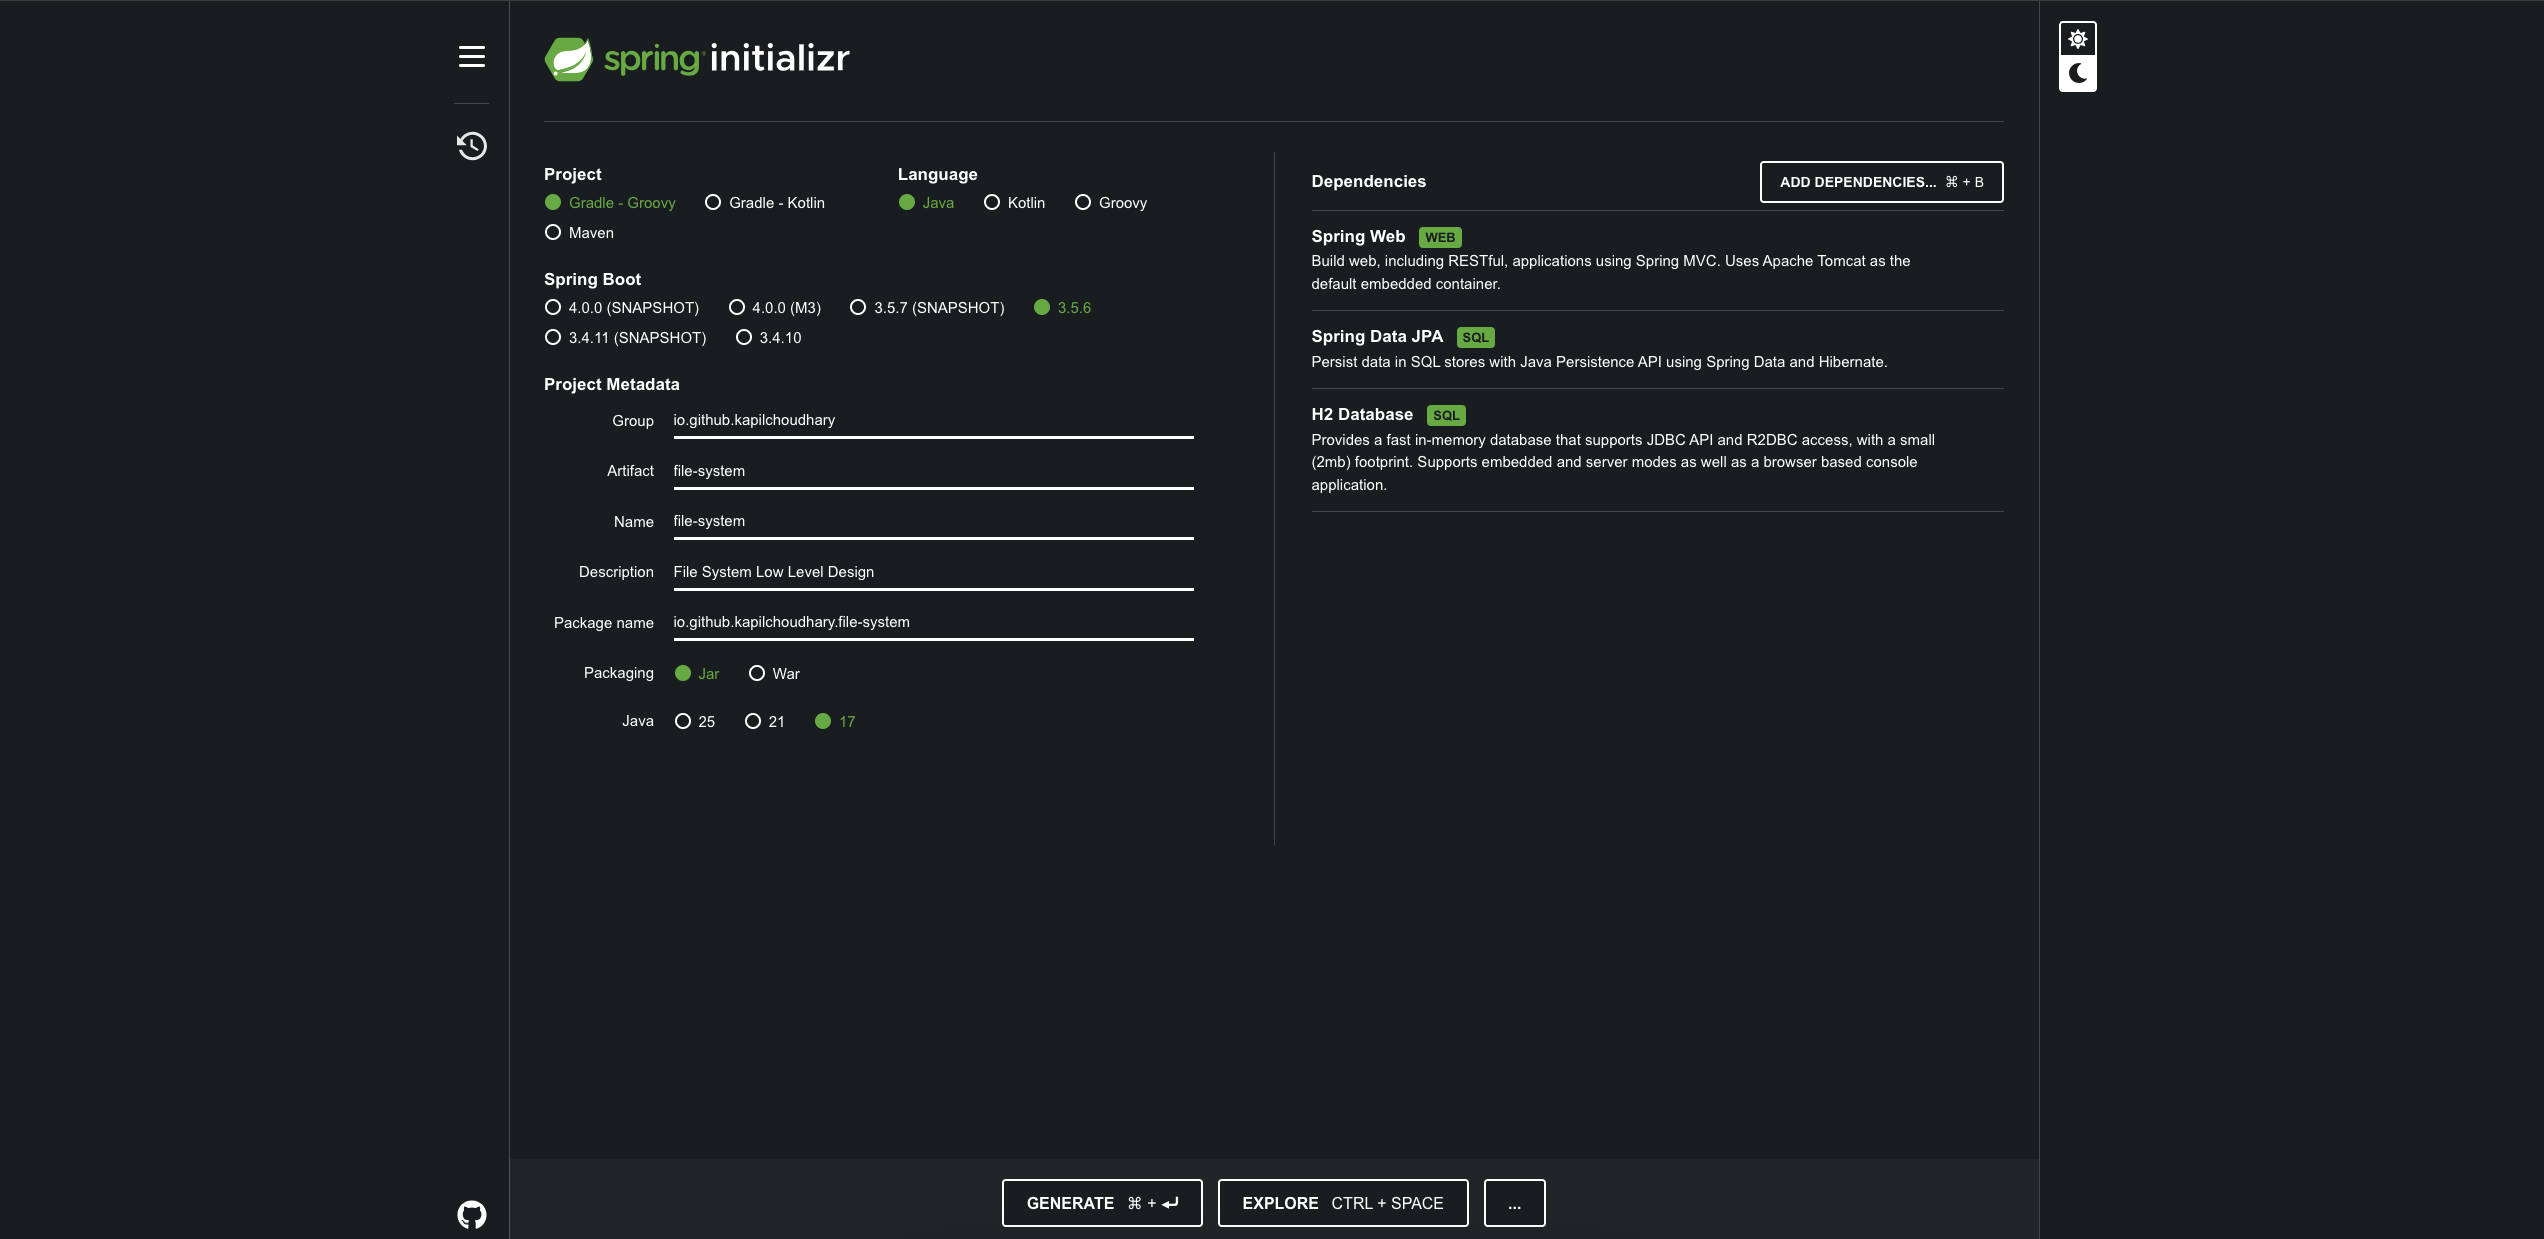 spring initializr
Project
Gradle - Groovy Gradle - Kotlin
Maven
Language
Java Kotlin Groovy
Spring Boot
4.0.0 (SNAPSHOT) 4.0.0 (M3) 3.5.7 (SNAPSHOT) 3.5.6
3.4.11 (SNAPSHOT) 3.4.10
Project Metadata
Group io.github.kapilchoudhary
Artifact file-system
Name file-system
Description File System Low Level Design
Package name io.github.kapilchoudhary.file-system
Packaging Jar War
Java 25 21 17
Dependencies ADD DEPENDENCIES... ⌘ + B
Spring Web WEB
Build web, including RESTful, applications using Spring MVC. Uses Apache Tomcat as the
default embedded container.
Spring Data JPA SQL
Persist data in SQL stores with Java Persistence API using Spring Data and Hibernate.
H2 Database SQL
Provides a fast in-memory database that supports JDBC API and R2DBC access, with a small
(2mb) footprint. Supports embedded and server modes as well as a browser based console
application.
GENERATE ⌘ + ⏎ EXPLORE CTRL + SPACE ...